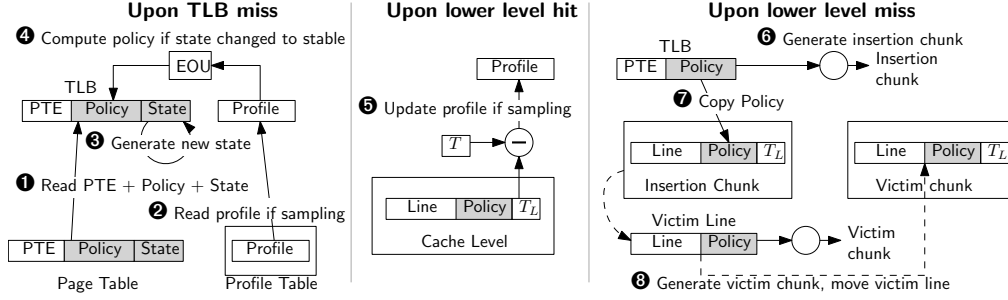 Upon TLB miss
❹ Compute policy if state changed to stable
EOU
TLB
PTE Policy State
Profile
❸ Generate new state
❶ Read PTE + Policy + State
❷ Read profile if sampling
PTE Policy State
Profile
Page Table
Profile Table
Upon lower level hit
Profile
❺ Update profile if sampling
T
−
Line Policy T_L
Cache Level
Upon lower level miss
TLB
❻ Generate insertion chunk
PTE Policy
Insertion
chunk
❼ Copy Policy
Line Policy T_L
Insertion Chunk
Line Policy T_L
Victim chunk
Victim Line
Line Policy
Victim
chunk
❽ Generate victim chunk, move victim line